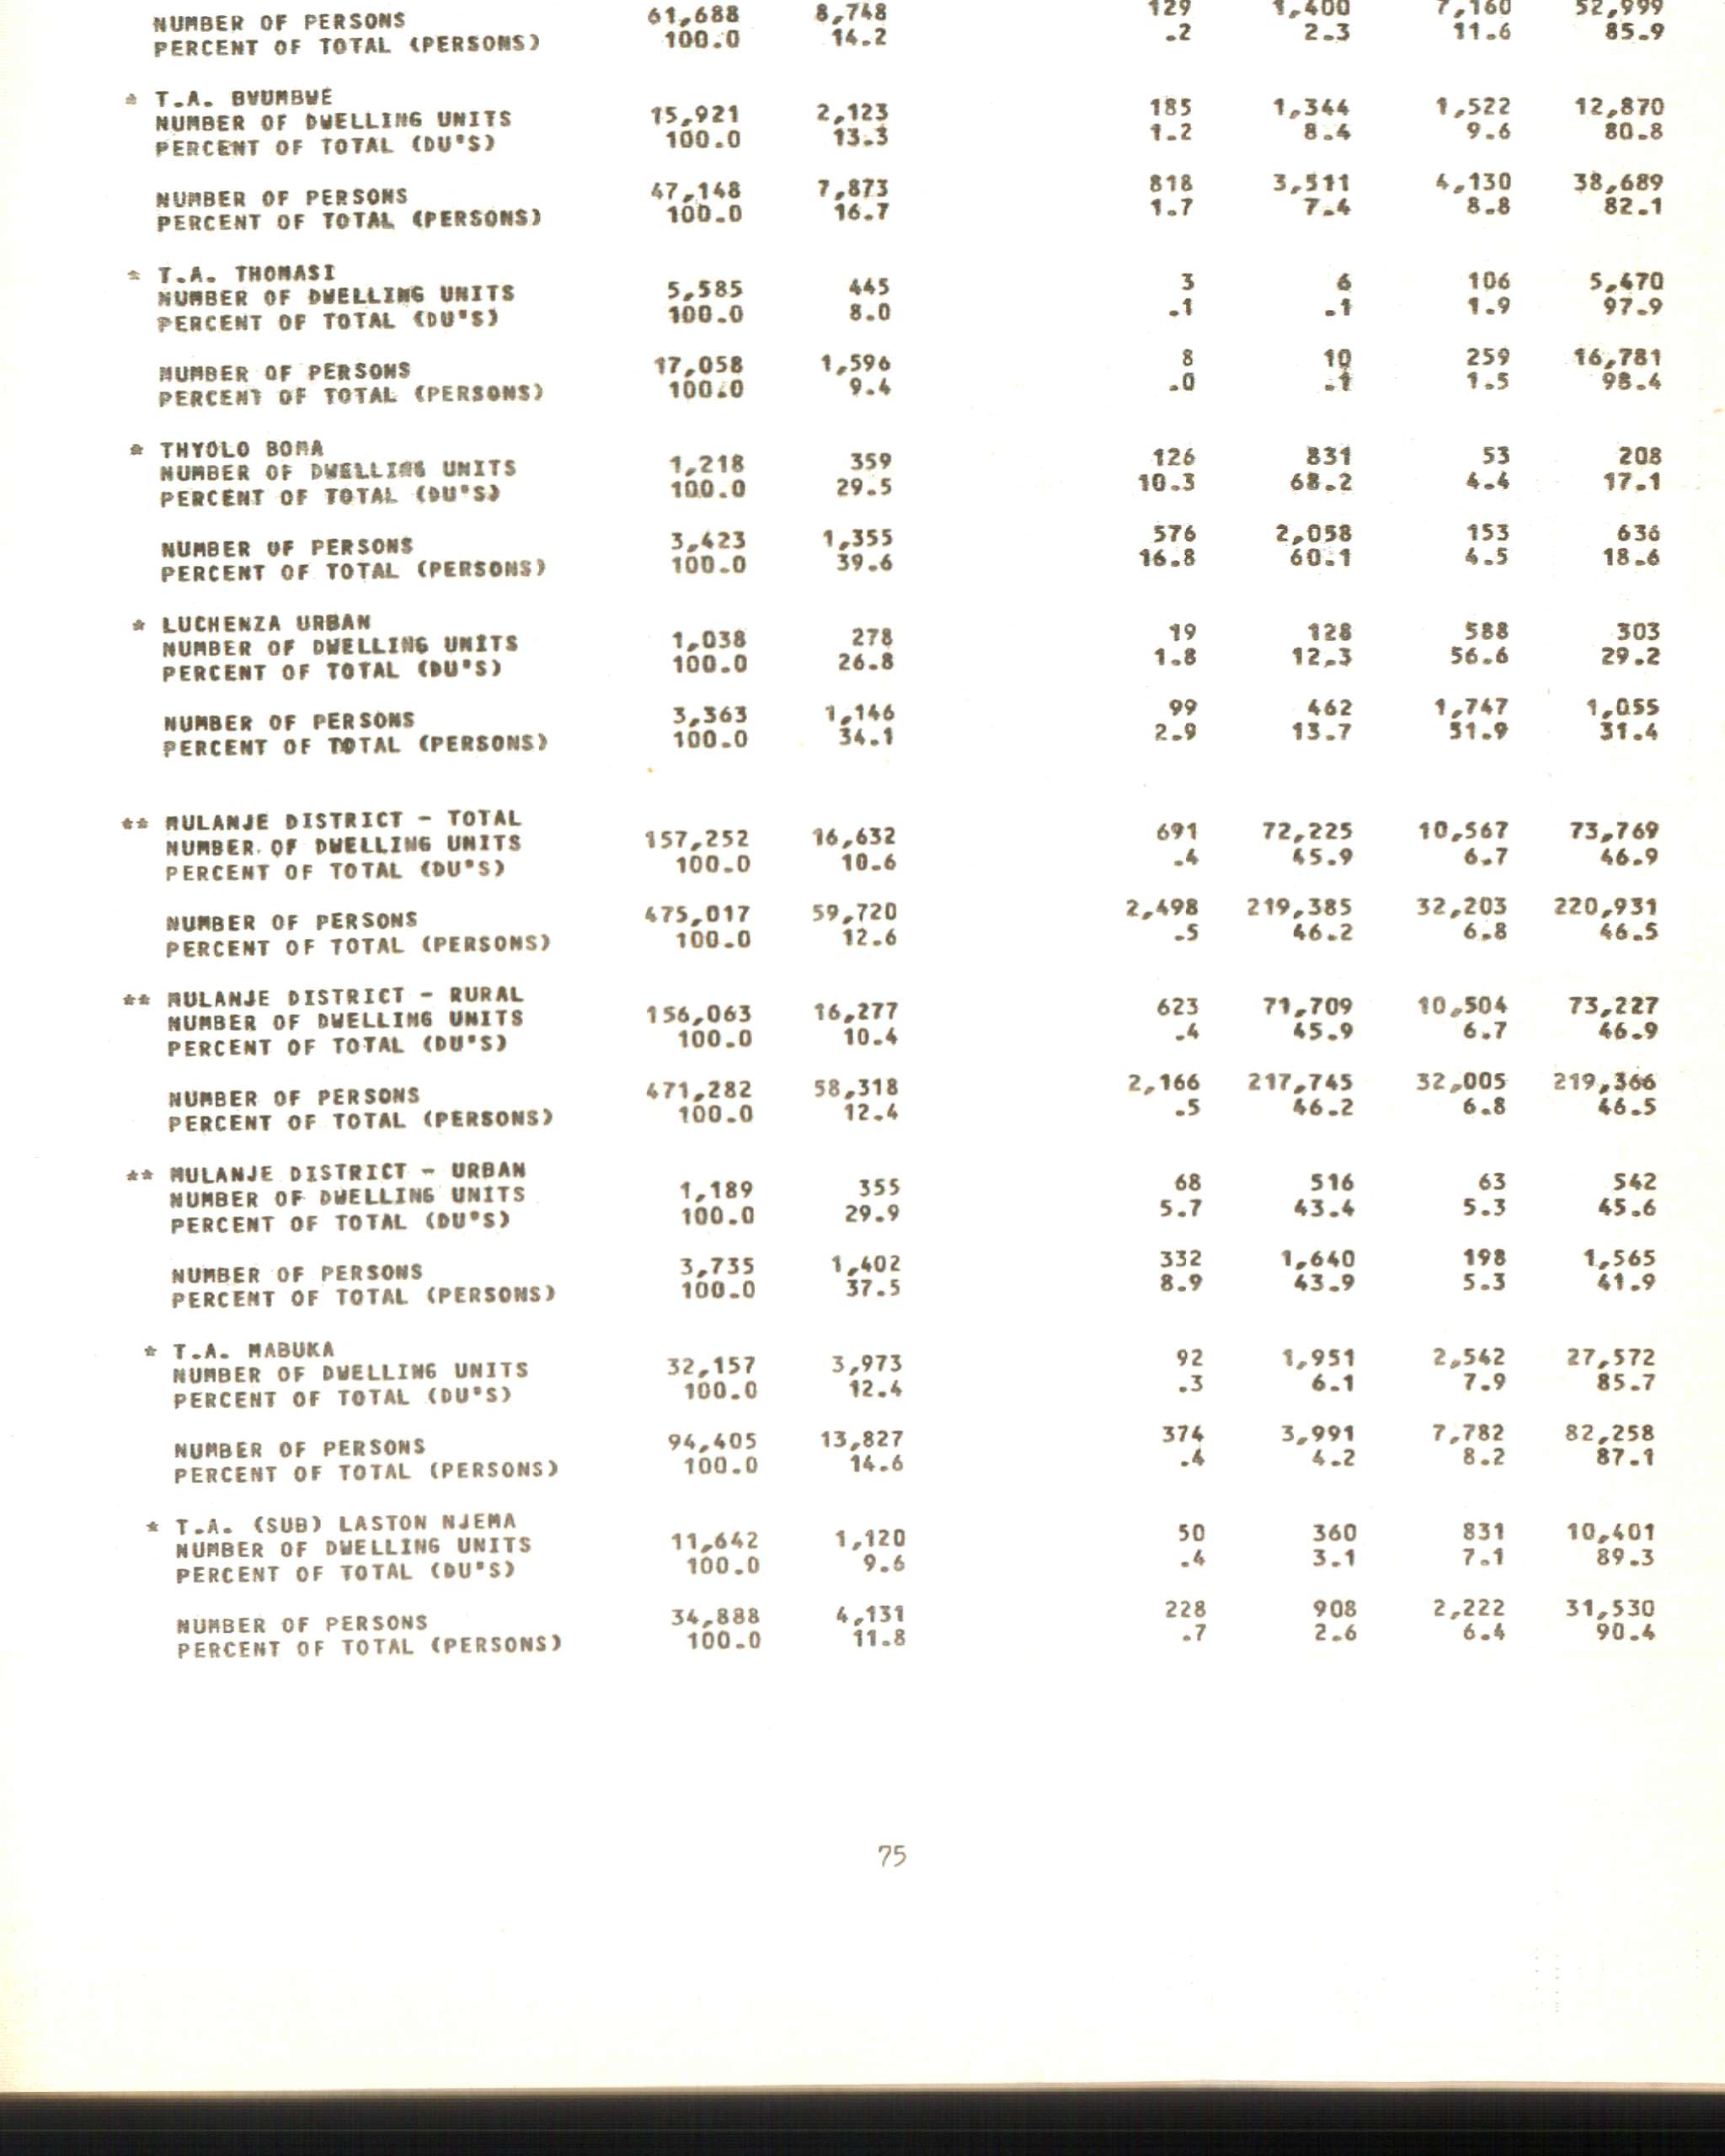 NUMBER OF PERSONS 61,688 8,748 129 1,400 7,160 52,999
PERCENT OF TOTAL (PERSONS) 100.0 14.2 .2 2.3 11.6 85.9
* T.A. BVUMBWE
NUMBER OF DWELLING UNITS 15,921 2,123 185 1,344 1,522 12,870
PERCENT OF TOTAL (DU'S) 100.0 13.3 1.2 8.4 9.6 80.8
NUMBER OF PERSONS 47,148 7,873 818 3,511 4,130 38,689
PERCENT OF TOTAL (PERSONS) 100.0 16.7 1.7 7.4 8.8 82.1
* T.A. THOMASI
NUMBER OF DWELLING UNITS 5,585 445 3 6 106 5,470
PERCENT OF TOTAL (DU'S) 100.0 8.0 .1 .1 1.9 97.9
NUMBER OF PERSONS 17,058 1,596 8 10 259 16,781
PERCENT OF TOTAL (PERSONS) 100.0 9.4 .0 .1 1.5 98.4
* THYOLO BOMA
NUMBER OF DWELLING UNITS 1,218 359 126 831 53 208
PERCENT OF TOTAL (DU'S) 100.0 29.5 10.3 68.2 4.4 17.1
NUMBER OF PERSONS 3,423 1,355 576 2,058 153 636
PERCENT OF TOTAL (PERSONS) 100.0 39.6 16.8 60.1 4.5 18.6
* LUCHENZA URBAN
NUMBER OF DWELLING UNITS 1,038 278 19 128 588 303
PERCENT OF TOTAL (DU'S) 100.0 26.8 1.8 12.3 56.6 29.2
NUMBER OF PERSONS 3,363 1,146 99 462 1,747 1,055
PERCENT OF TOTAL (PERSONS) 100.0 34.1 2.9 13.7 51.9 31.4
** MULANJE DISTRICT - TOTAL
NUMBER OF DWELLING UNITS 157,252 16,632 691 72,225 10,567 73,769
PERCENT OF TOTAL (DU'S) 100.0 10.6 .4 45.9 6.7 46.9
NUMBER OF PERSONS 475,017 59,720 2,498 219,385 32,203 220,931
PERCENT OF TOTAL (PERSONS) 100.0 12.6 .5 46.2 6.8 46.5
** MULANJE DISTRICT - RURAL
NUMBER OF DWELLING UNITS 156,063 16,277 623 71,709 10,504 73,227
PERCENT OF TOTAL (DU'S) 100.0 10.4 .4 45.9 6.7 46.9
NUMBER OF PERSONS 471,282 58,318 2,166 217,745 32,005 219,366
PERCENT OF TOTAL (PERSONS) 100.0 12.4 .5 46.2 6.8 46.5
** MULANJE DISTRICT - URBAN
NUMBER OF DWELLING UNITS 1,189 355 68 516 63 542
PERCENT OF TOTAL (DU'S) 100.0 29.9 5.7 43.4 5.3 45.6
NUMBER OF PERSONS 3,735 1,402 332 1,640 198 1,565
PERCENT OF TOTAL (PERSONS) 100.0 37.5 8.9 43.9 5.3 41.9
* T.A. MABUKA
NUMBER OF DWELLING UNITS 32,157 3,973 92 1,951 2,542 27,572
PERCENT OF TOTAL (DU'S) 100.0 12.4 .3 6.1 7.9 85.7
NUMBER OF PERSONS 94,405 13,827 374 3,991 7,782 82,258
PERCENT OF TOTAL (PERSONS) 100.0 14.6 .4 4.2 8.2 87.1
* T.A. (SUB) LASTON NJEMA
NUMBER OF DWELLING UNITS 11,642 1,120 50 360 831 10,401
PERCENT OF TOTAL (DU'S) 100.0 9.6 .4 3.1 7.1 89.3
NUMBER OF PERSONS 34,888 4,131 228 908 2,222 31,530
PERCENT OF TOTAL (PERSONS) 100.0 11.8 .7 2.6 6.4 90.4
75